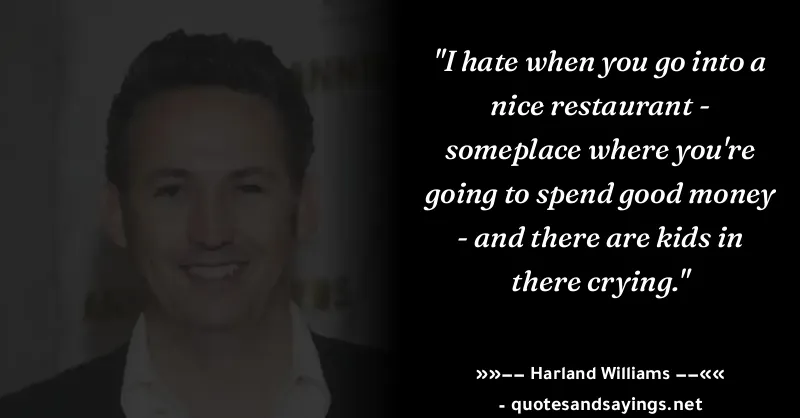 "I hate when you go into a
nice restaurant -
someplace where you're
going to spend good money
- and there are kids in
there crying."
»»−− Harland Williams −−««
- quotesandsayings.net